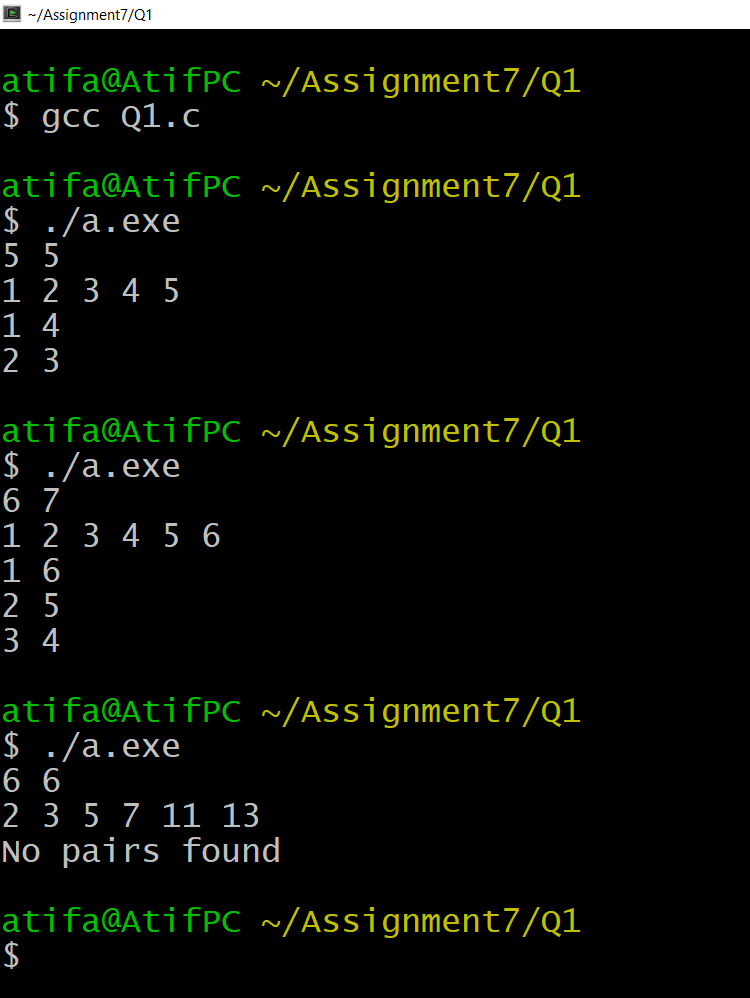 ~/Assignment7/Q1
atifa@AtifPC ~/Assignment7/Q1
$ gcc Q1.c
atifa@AtifPC ~/Assignment7/Q1
$ ./a.exe
5 5
1 2 3 4 5
1 4
2 3
atifa@AtifPC ~/Assignment7/Q1
$ ./a.exe
6 7
1 2 3 4 5 6
1 6
2 5
3 4
atifa@AtifPC ~/Assignment7/Q1
$ ./a.exe
6 6
2 3 5 7 11 13
No pairs found
atifa@AtifPC ~/Assignment7/Q1
$